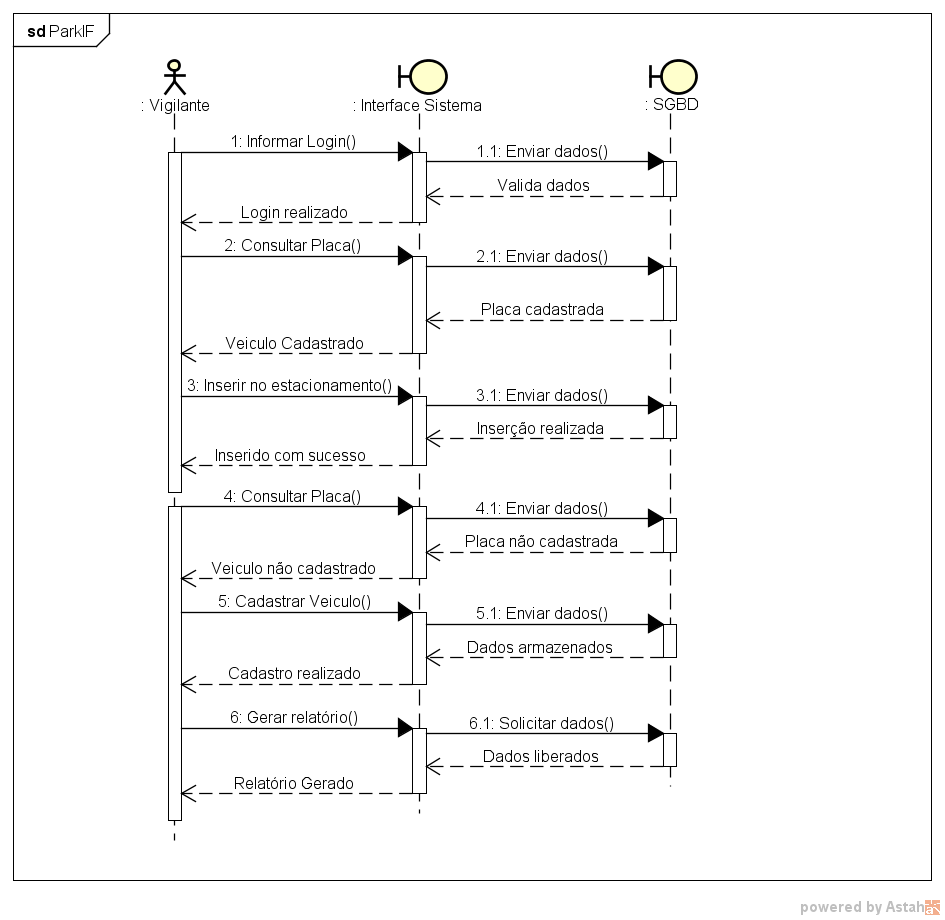 sd ParkIF
: Vigilante
: Interface Sistema
: SGBD
1: Informar Login()
1.1: Enviar dados()
Valida dados
Login realizado
2: Consultar Placa()
2.1: Enviar dados()
Placa cadastrada
Veiculo Cadastrado
3: Inserir no estacionamento()
3.1: Enviar dados()
Inserção realizada
Inserido com sucesso
4: Consultar Placa()
4.1: Enviar dados()
Placa não cadastrada
Veiculo não cadastrado
5: Cadastrar Veiculo()
5.1: Enviar dados()
Dados armazenados
Cadastro realizado
6: Gerar relatório()
6.1: Solicitar dados()
Dados liberados
Relatório Gerado
powered by Astah